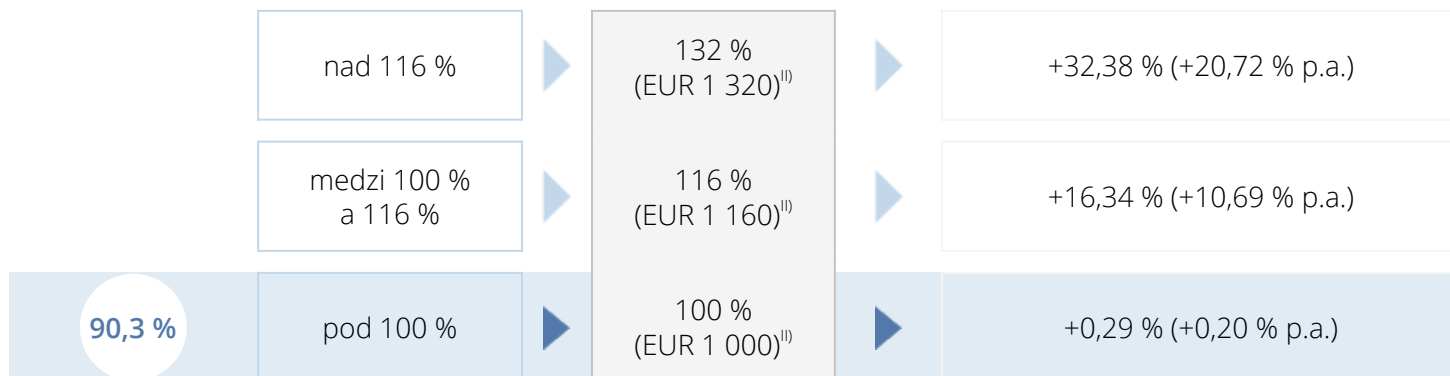 nad 116 %
132 %
(EUR 1 320)II)
+32,38 % (+20,72 % p.a.)
medzi 100 %
a 116 %
116 %
(EUR 1 160)II)
+16,34 % (+10,69 % p.a.)
90,3 %
pod 100 %
100 %
(EUR 1 000)II)
+0,29 % (+0,20 % p.a.)